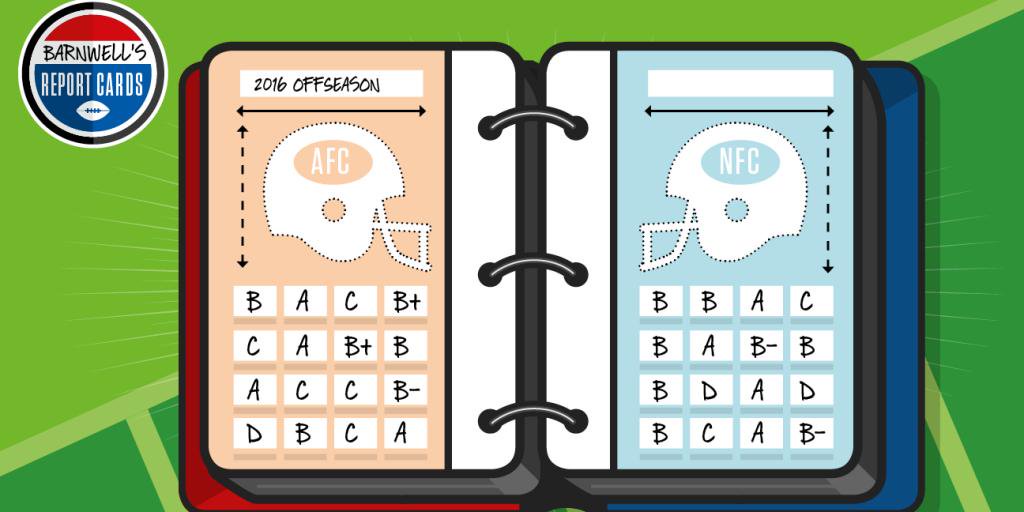 BARNWELL'S
REPORT CARDS
2016 OFFSEASON
AFC
B A C B+
C A B+ B
A C C B-
D B C A
NFC
B B A C
B A B- B
B D A D
B C A B-